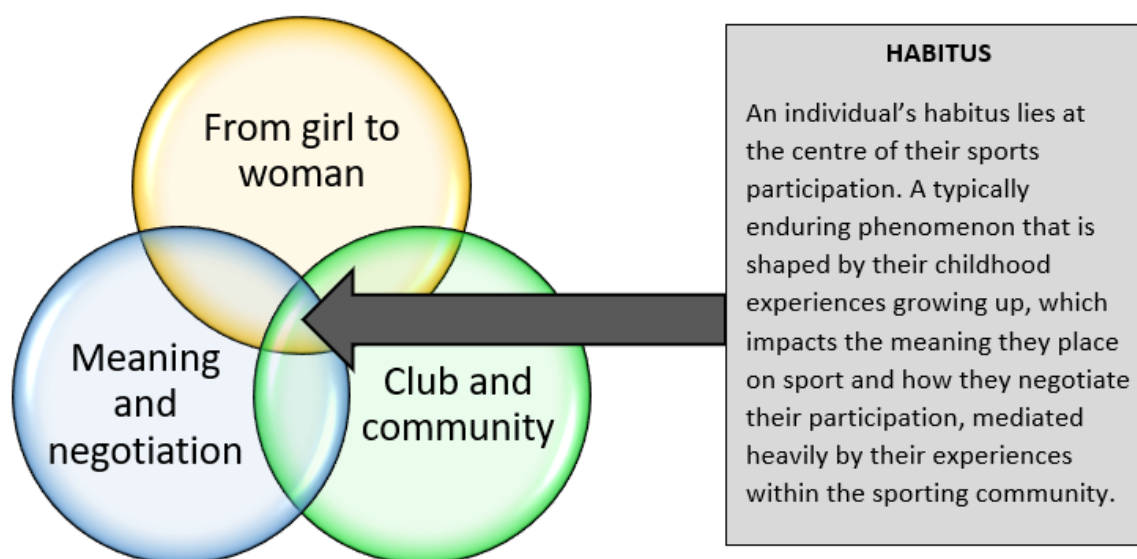 From girl to
woman
Meaning
and
negotiation
Club and
community
HABITUS
An individual’s habitus lies at
the centre of their sports
participation. A typically
enduring phenomenon that is
shaped by their childhood
experiences growing up, which
impacts the meaning they place
on sport and how they negotiate
their participation, mediated
heavily by their experiences
within the sporting community.